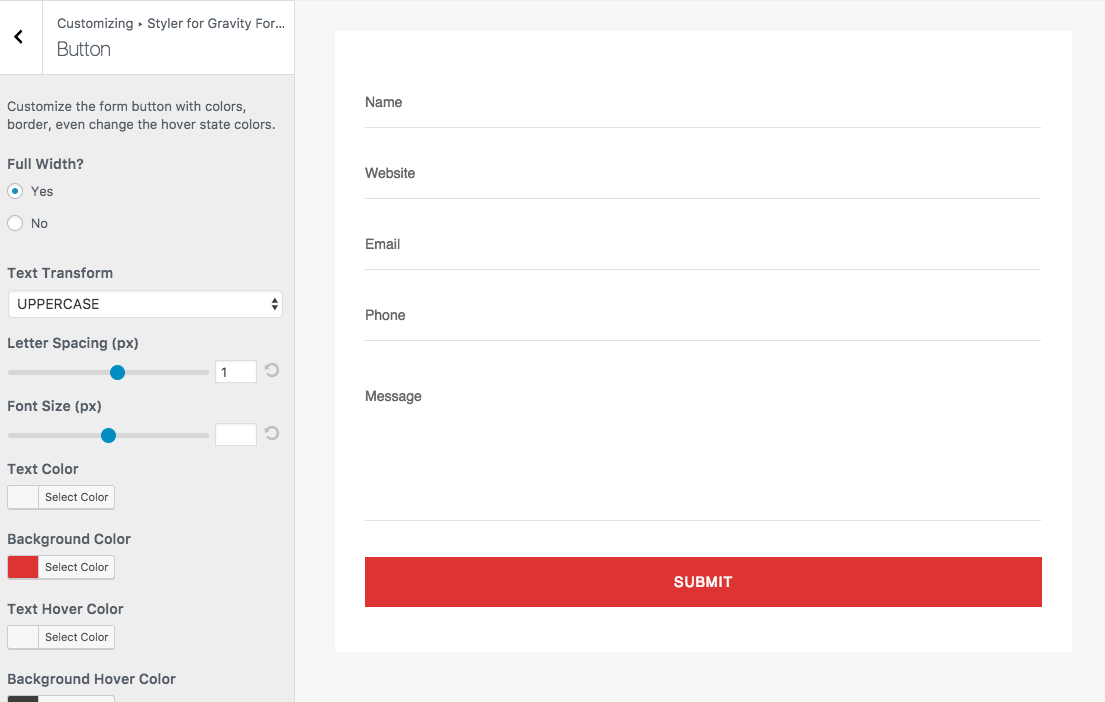 Customizing ▸ Styler for Gravity For...
Button
Customize the form button with colors,
border, even change the hover state colors.
Full Width?
Yes
No
Text Transform
UPPERCASE
Letter Spacing (px)
1
Font Size (px)
Text Color
Select Color
Background Color
Select Color
Text Hover Color
Select Color
Background Hover Color
Name
Website
Email
Phone
Message
SUBMIT